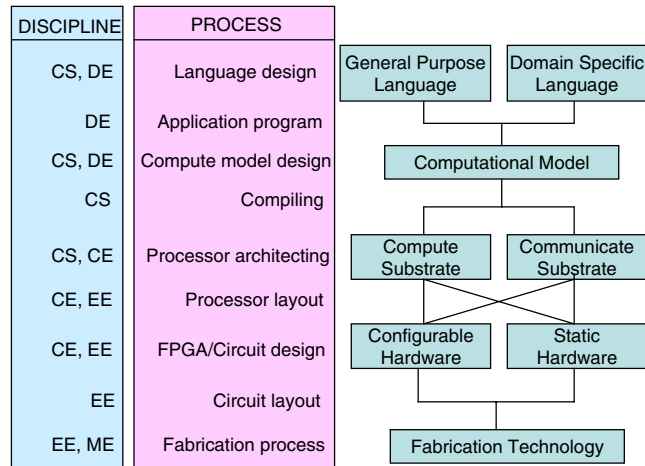 DISCIPLINE
PROCESS
CS, DE
Language design
General Purpose
Language
Domain Specific
Language
DE
Application program
CS, DE
Compute model design
Computational Model
CS
Compiling
CS, CE
Processor architecting
Compute
Substrate
Communicate
Substrate
CE, EE
Processor layout
CE, EE
FPGA/Circuit design
Configurable
Hardware
Static
Hardware
EE
Circuit layout
EE, ME
Fabrication process
Fabrication Technology